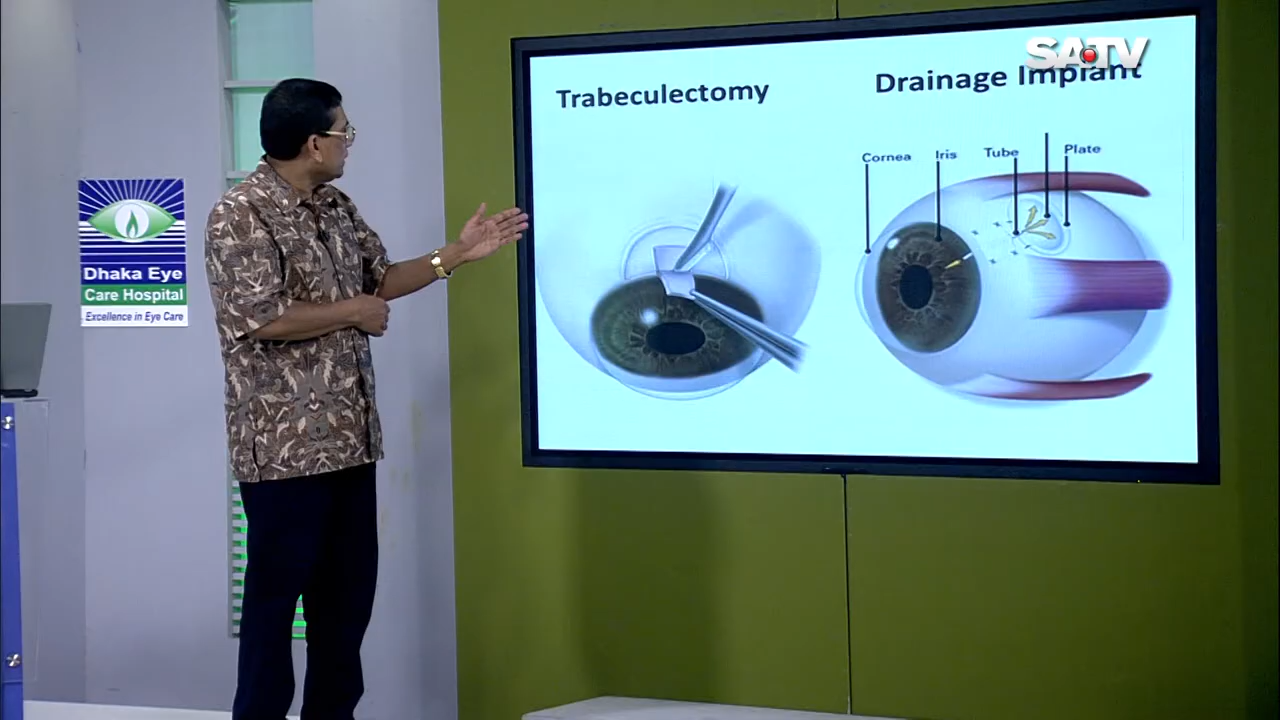 SATV
Trabeculectomy
Drainage Implant
Cornea
Iris
Tube
Plate
Dhaka Eye
Care Hospital
Excellence in Eye Care